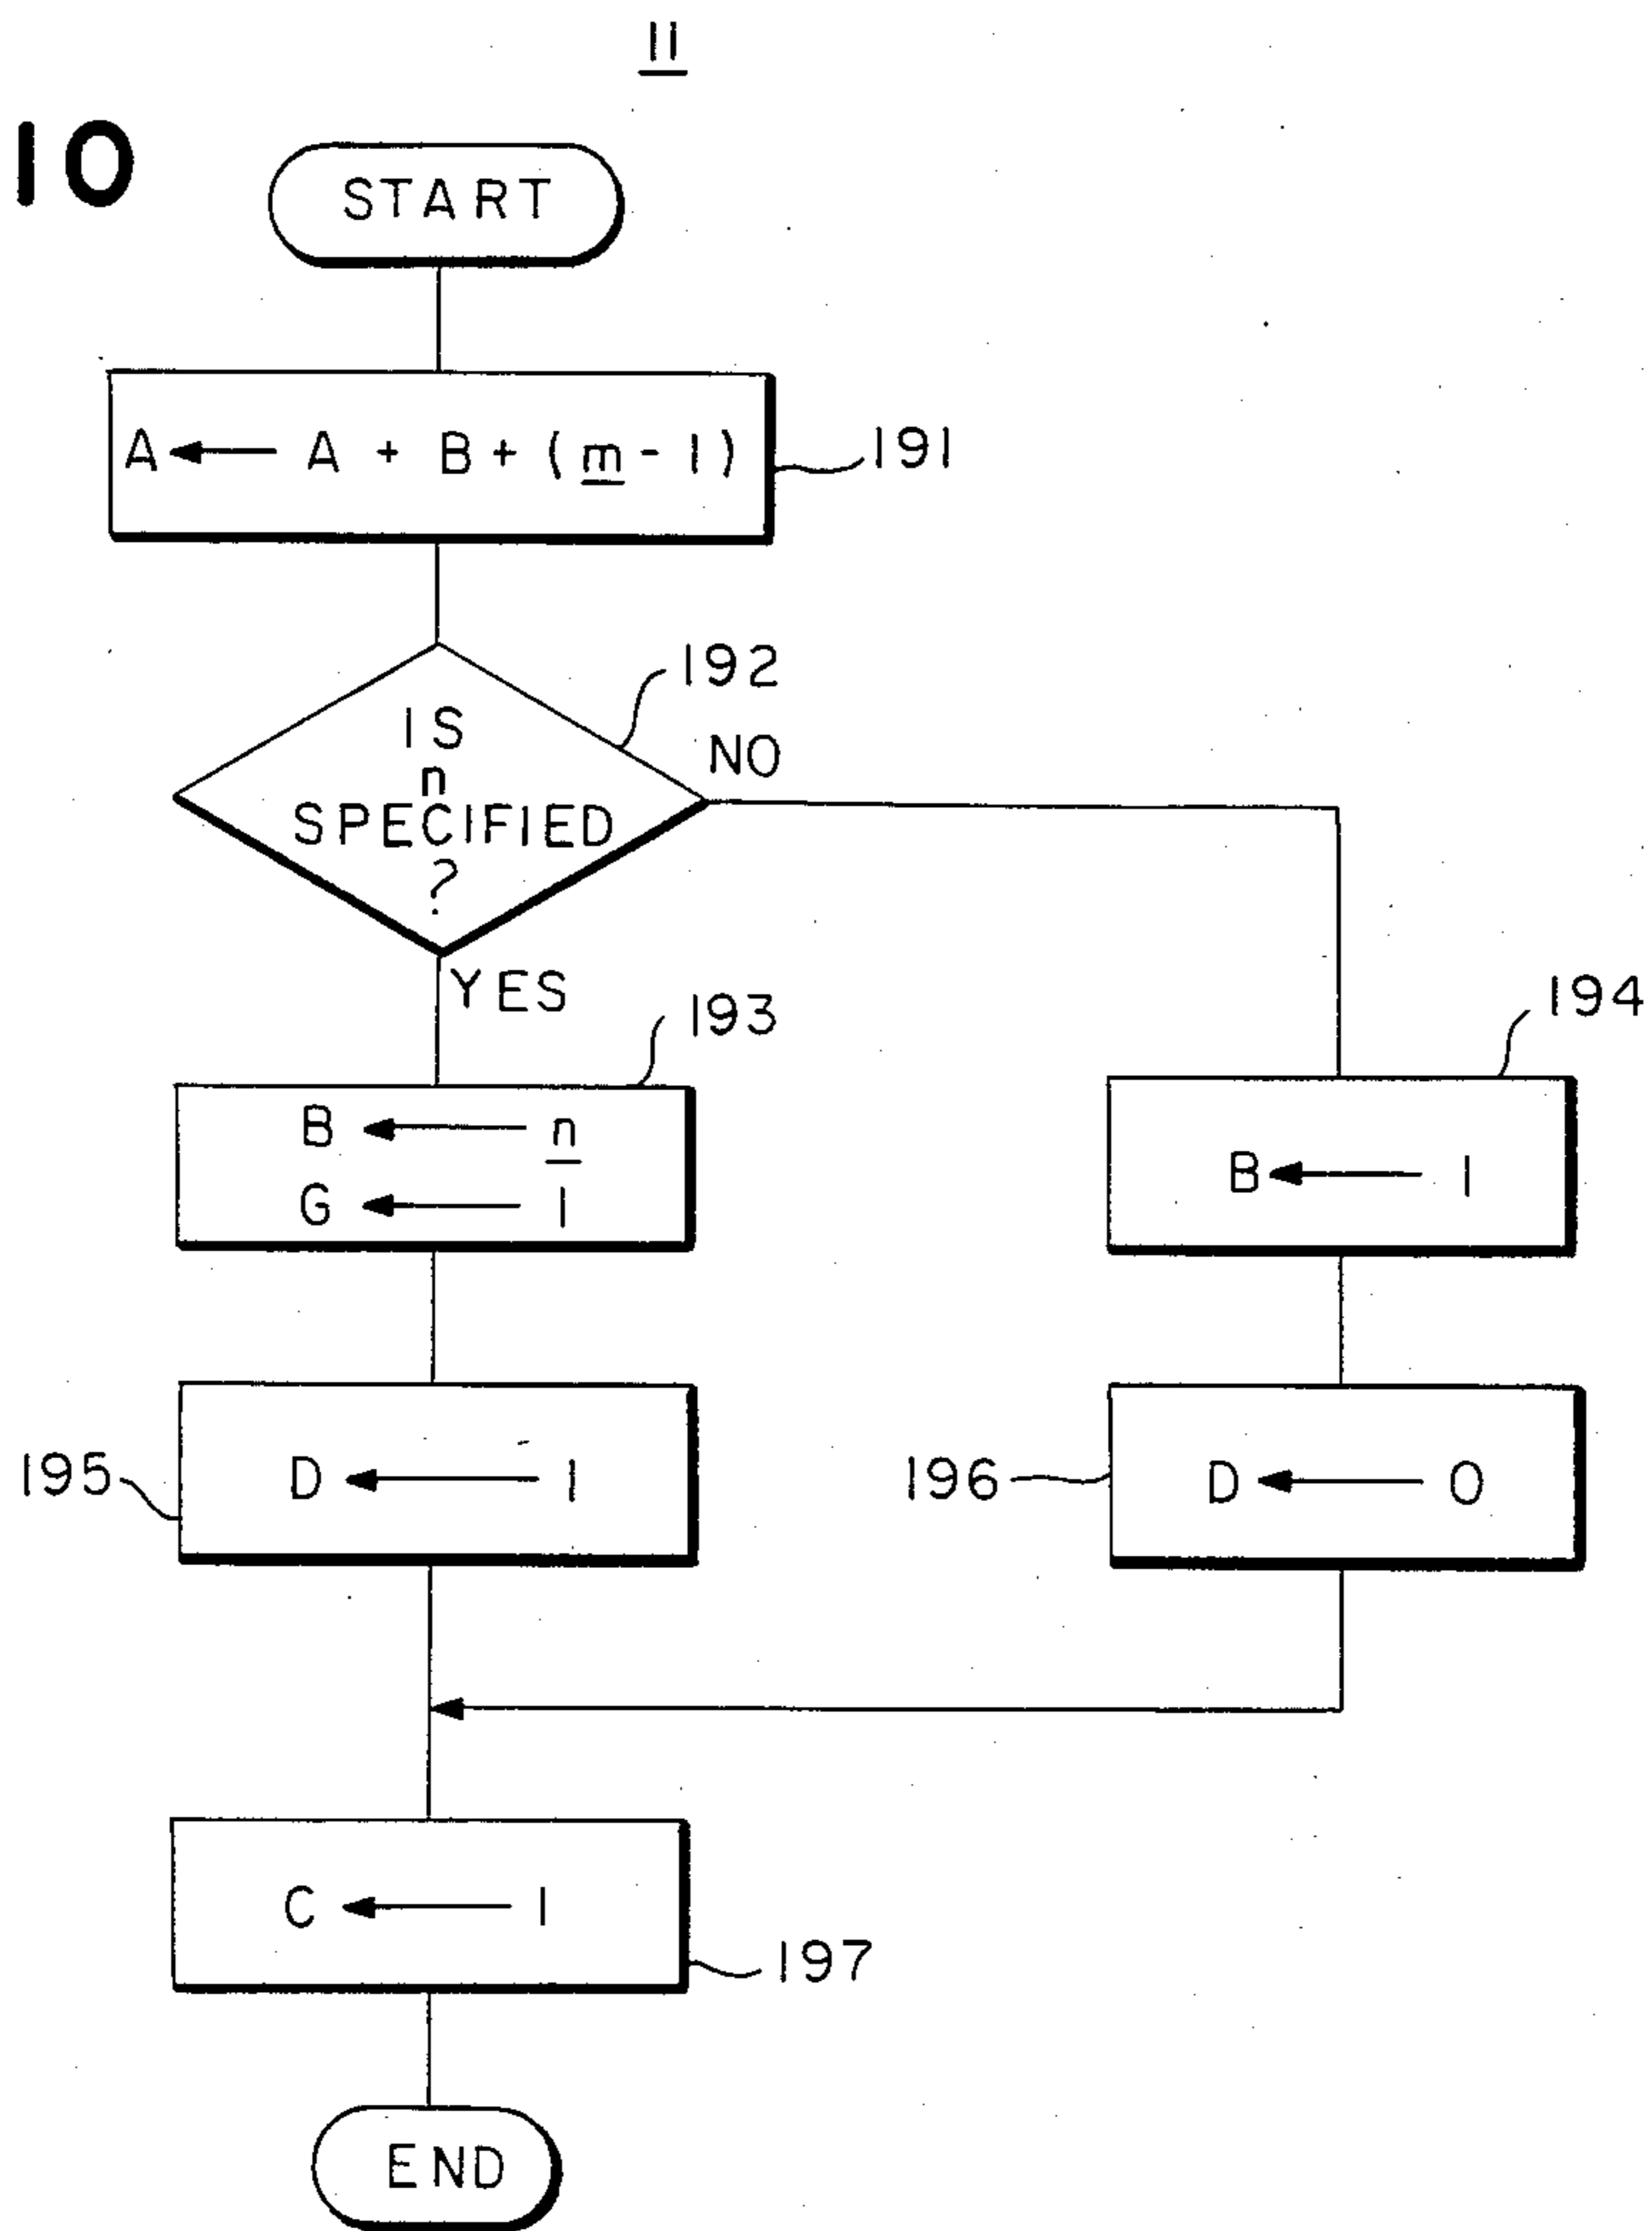 11
10
START
A ← A + B + (m - 1)
191
192
IS
n
SPECIFIED
?
NO
YES
193
B ← n
G ← 1
194
B ← 1
195
D ← 1
196
D ← 0
C ← 1
197
END